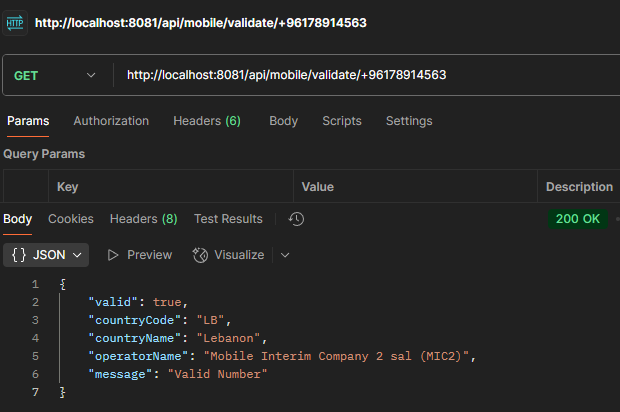 HTTP http://localhost:8081/api/mobile/validate/+96178914563
GET http://localhost:8081/api/mobile/validate/+96178914563
Params Authorization Headers (6) Body Scripts Settings
Query Params
Key Value Description
Body Cookies Headers (8) Test Results 200 OK
{} JSON Preview Visualize
1 {
2 "valid": true,
3 "countryCode": "LB",
4 "countryName": "Lebanon",
5 "operatorName": "Mobile Interim Company 2 sal (MIC2)",
6 "message": "Valid Number"
7 }